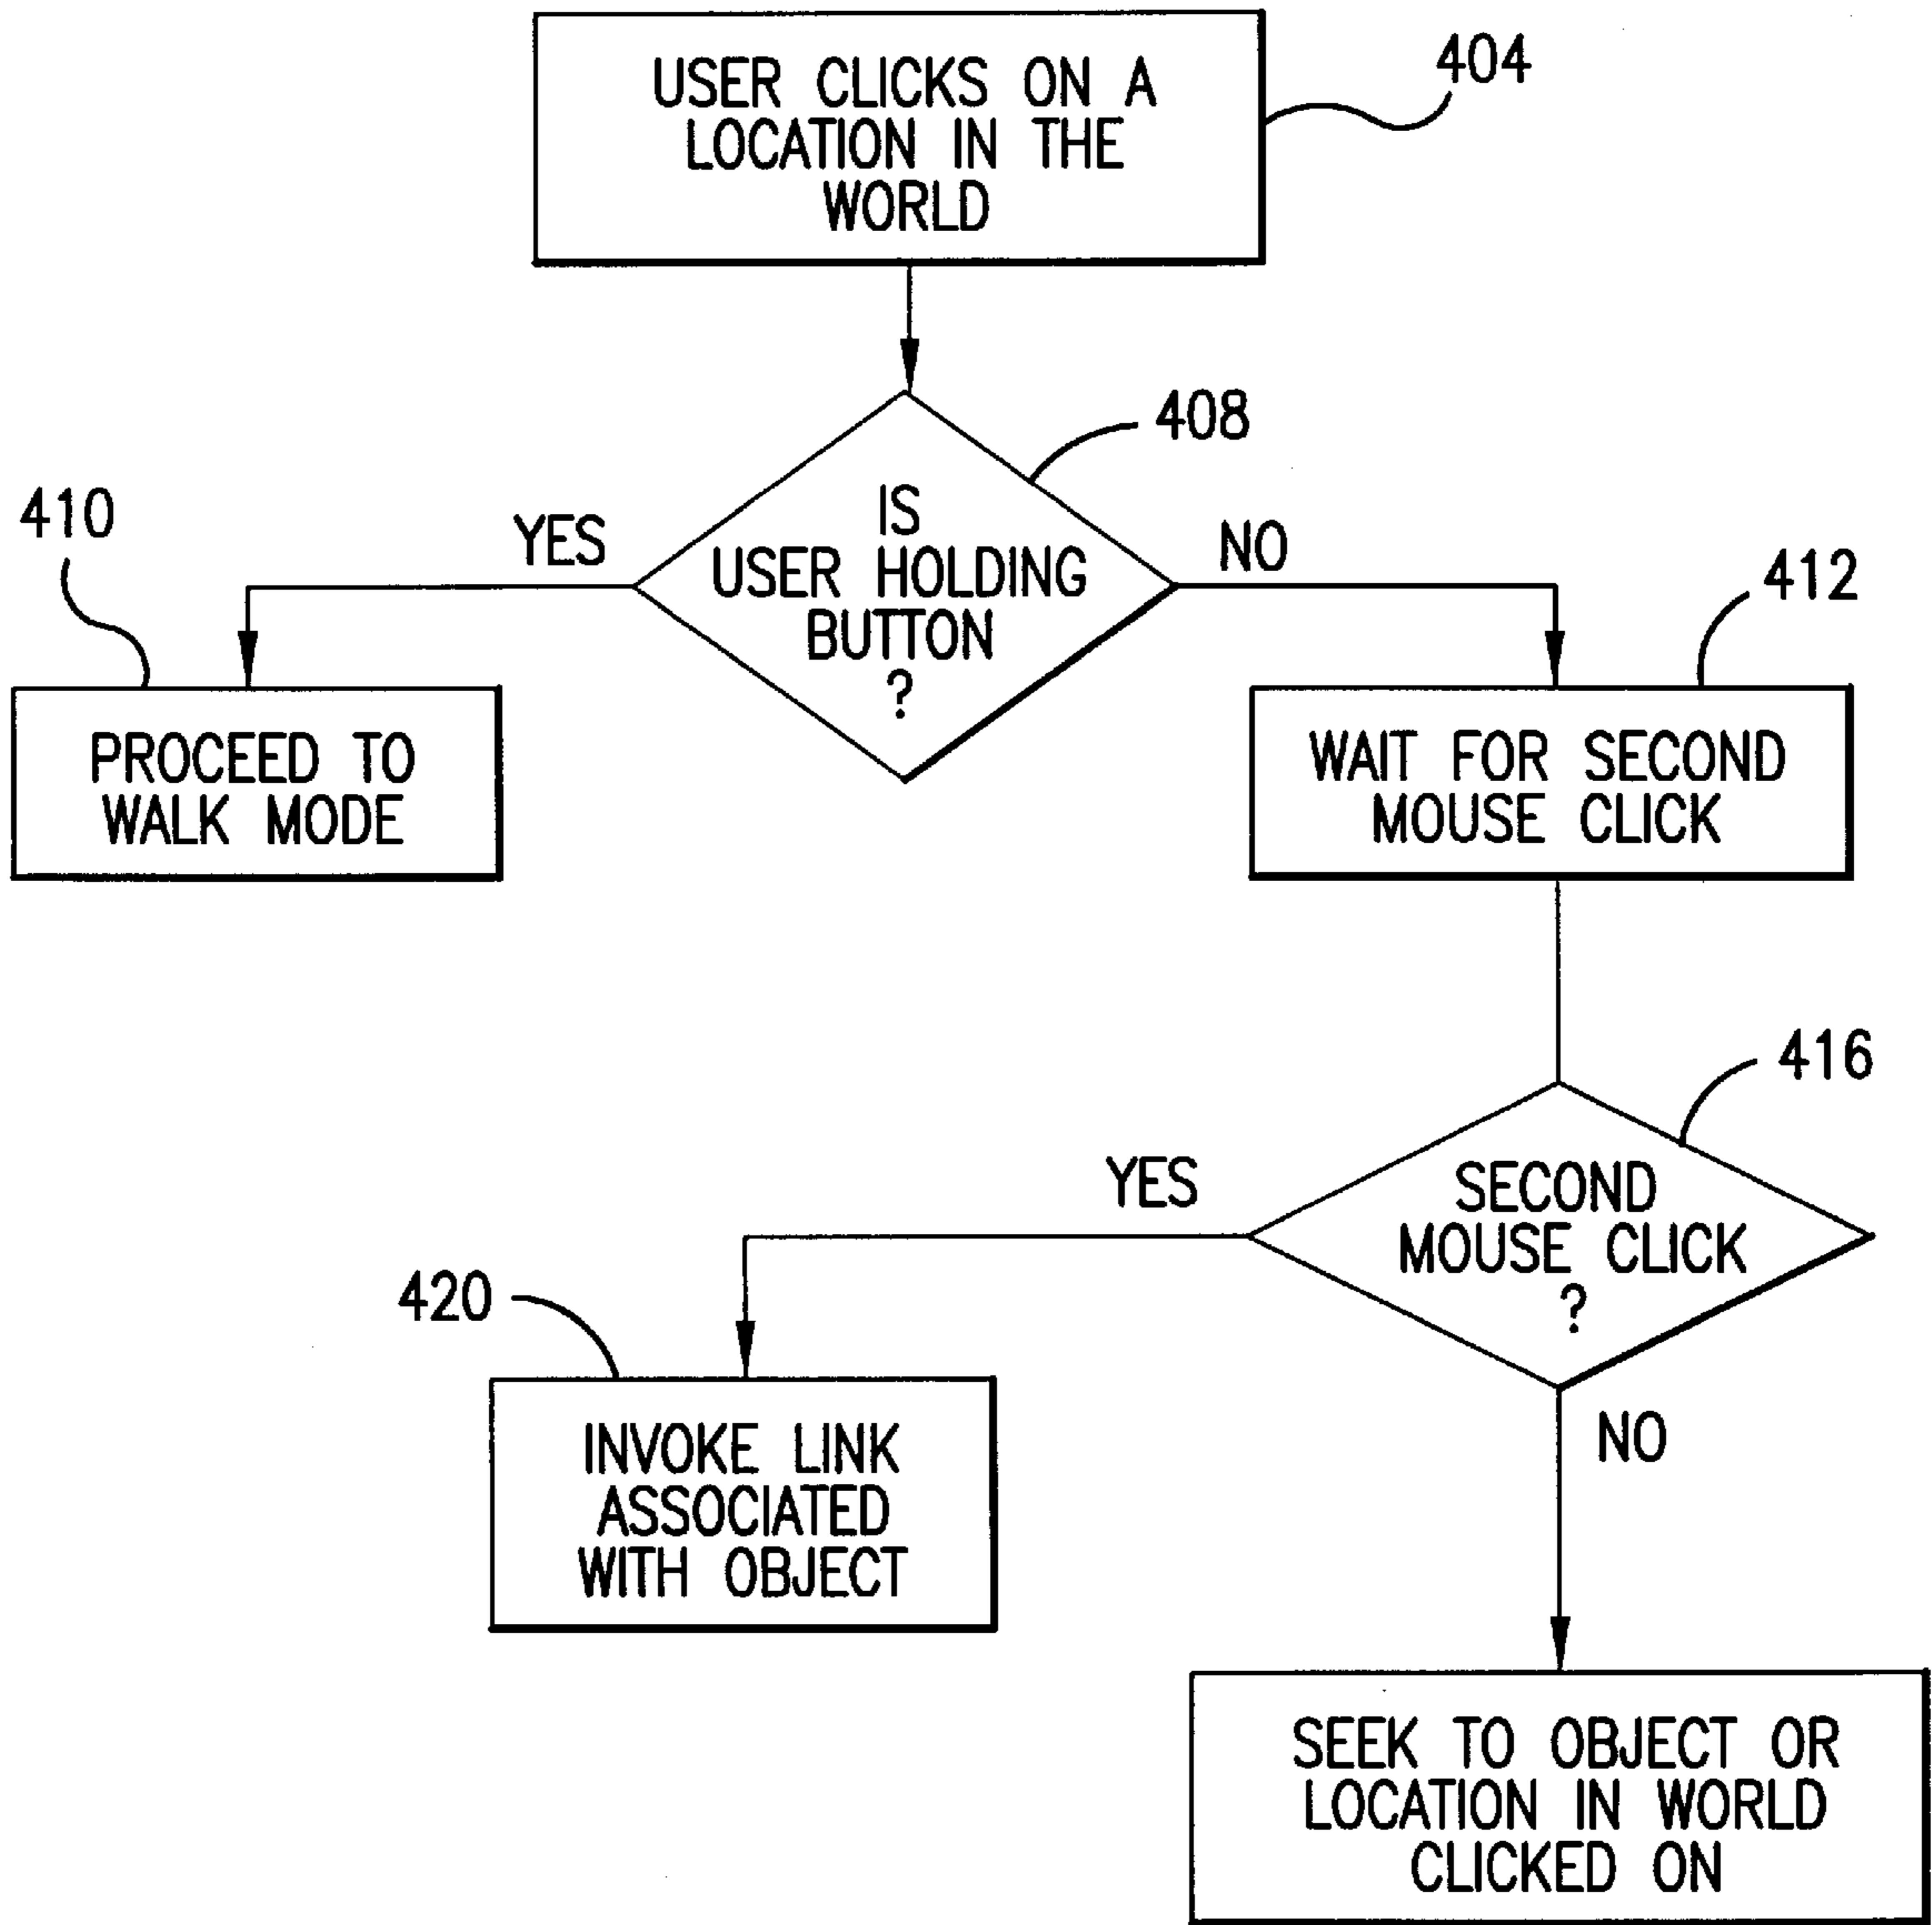 USER CLICKS ON A
LOCATION IN THE
WORLD
404
408
IS
USER HOLDING
BUTTON
?
YES
NO
410
PROCEED TO
WALK MODE
412
WAIT FOR SECOND
MOUSE CLICK
416
SECOND
MOUSE CLICK
?
YES
NO
420
INVOKE LINK
ASSOCIATED
WITH OBJECT
SEEK TO OBJECT OR
LOCATION IN WORLD
CLICKED ON